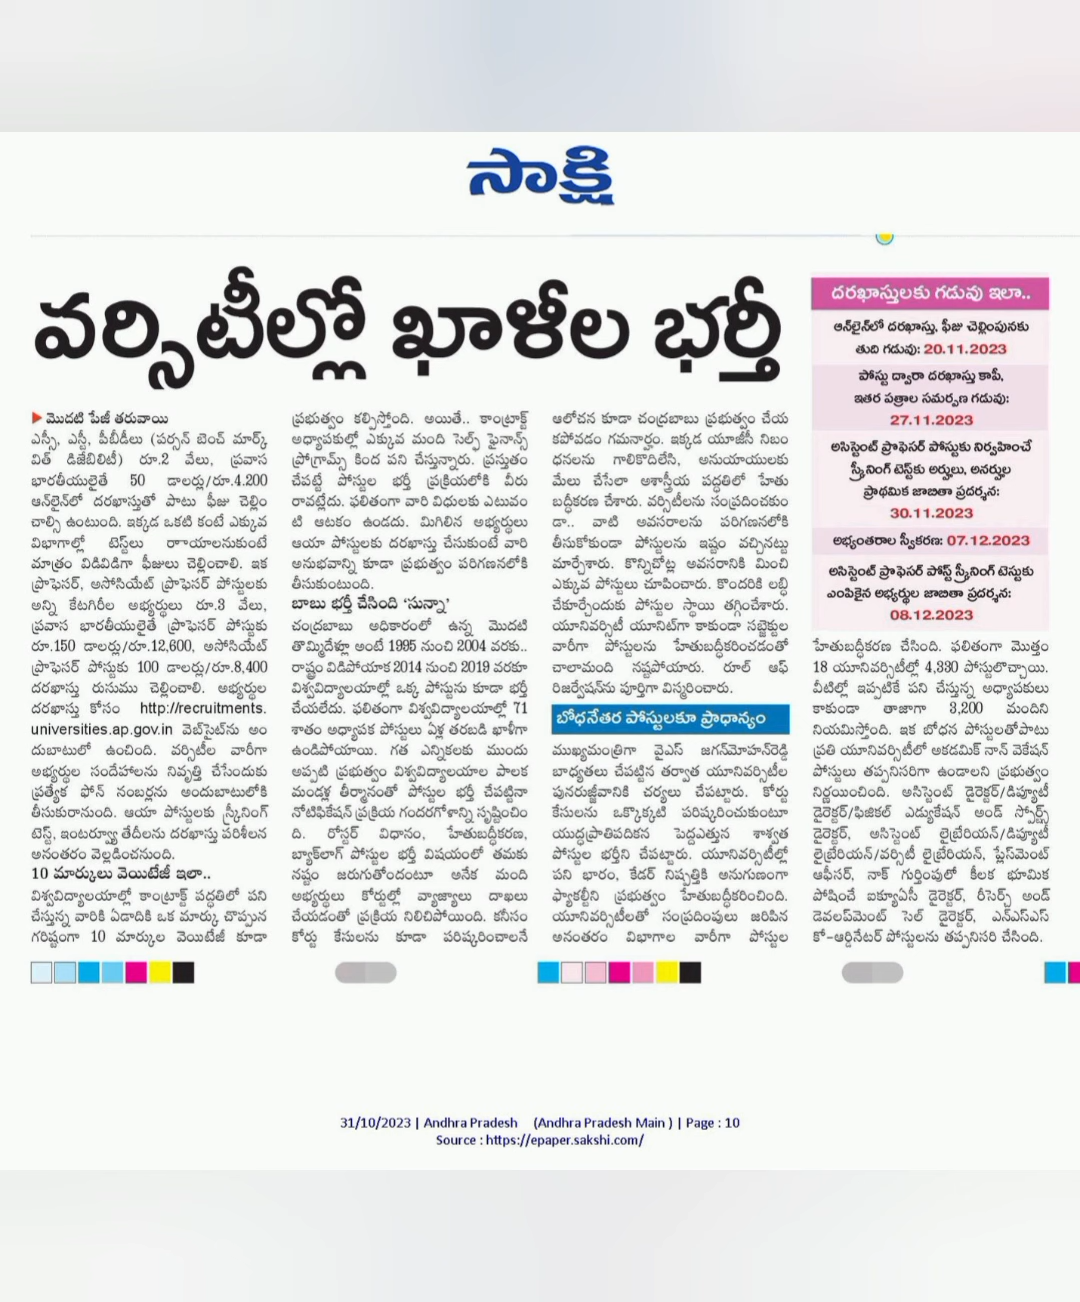 సాక్షి
వర్సిటీల్లో ఖాళీల భర్తీ
మొదటి పేజీ తరువాయి
ఎస్సీ, ఎస్టీ, పీబీడీలు (పర్సన్ బెంచ్ మార్క్
విత్ డిజేబిలిటీ) రూ.2 వేలు, ప్రవాస
భారతీయులైతే 50 డాలర్లు/రూ.4.200
ఆన్‌లైన్‌లో దరఖాస్తుతో పాటు ఫీజు చెల్లిం
చాల్సి ఉంటుంది. ఇక్కడ ఒకటి కంటే ఎక్కువ
విభాగాల్లో టెస్ట్‌లు రాయాలనుకుంటే
మాత్రం విడివిడిగా ఫీజులు చెల్లించాలి. ఇక
ప్రొఫెసర్, అసోసియేట్ ప్రొఫెసర్ పోస్టులకు
అన్ని కేటగిరీల అభ్యర్థులు రూ.3 వేలు,
ప్రవాస భారతీయులైతే ప్రొఫెసర్ పోస్టుకు
రూ.150 డాలర్లు/రూ.12,600, అసోసియేట్
ప్రొఫెసర్ పోస్టుకు 100 డాలర్లు/రూ.8,400
దరఖాస్తు రుసుము చెల్లించాలి. అభ్యర్థుల
దరఖాస్తు కోసం http://recruitments.
universities.ap.gov.in వెబ్‌సైట్‌ను అం
దుబాటులో ఉంచింది. వర్సిటీల వారీగా
అభ్యర్థుల సందేహాలను నివృత్తి చేసేందుకు
ప్రత్యేక ఫోన్ నంబర్లను అందుబాటులోకి
తీసుకురానుంది. ఆయా పోస్టులకు స్క్రీనింగ్
టెస్ట్, ఇంటర్వ్యూ తేదీలను దరఖాస్తు పరిశీలన
అనంతరం వెల్లడించనుంది.
10 మార్కులు వెయిటేజీ ఇలా..
విశ్వవిద్యాలయాల్లో కాంట్రాక్ట్ పద్ధతిలో పని
చేస్తున్న వారికి ఏడాదికి ఒక మార్కు చొప్పున
గరిష్టంగా 10 మార్కుల వెయిటేజీ కూడా
ప్రభుత్వం కల్పిస్తోంది. అయితే.. కాంట్రాక్ట్
అధ్యాపకుల్లో ఎక్కువ మంది సెల్ఫ్ ఫైనాన్స్
ప్రోగ్రామ్స్ కింద పని చేస్తున్నారు. ప్రస్తుతం
చేపట్టే పోస్టుల భర్తీ ప్రక్రియలోకి వీరు
రావట్లేదు. ఫలితంగా వారి విధులకు ఎటువం
టి ఆటకం ఉండదు. మిగిలిన అభ్యర్థులు
ఆయా పోస్టులకు దరఖాస్తు చేసుకుంటే వారి
అనుభవాన్ని కూడా ప్రభుత్వం పరిగణనలోకి
తీసుకుంటుంది.
బాబు భర్తీ చేసింది 'సున్నా'
చంద్రబాబు అధికారంలో ఉన్న మొదటి
తొమ్మిదేళ్లూ అంటే 1995 నుంచి 2004 వరకు..
రాష్ట్రం విడిపోయాక 2014 నుంచి 2019 వరకూ
విశ్వవిద్యాలయాల్లో ఒక్క పోస్టును కూడా భర్తీ
చేయలేదు. ఫలితంగా విశ్వవిద్యాలయాల్లో 71
శాతం అధ్యాపక పోస్టులు ఏళ్ల తరబడి ఖాళీగా
ఉండిపోయాయి. గత ఎన్నికలకు ముందు
అప్పటి ప్రభుత్వం విశ్వవిద్యాలయాల పాలక
మండళ్ల తీర్మానంతో పోస్టుల భర్తీ చేపట్టినా
నోటిఫికేషన్ ప్రక్రియ గందరగోళాన్ని సృష్టించిం
ది. రోస్టర్ విధానం, హేతుబద్ధీకరణ,
బ్యాక్‌లాగ్ పోస్టుల భర్తీ విషయంలో తమకు
నష్టం జరుగుతోందంటూ అనేక మంది
అభ్యర్థులు కోర్టుల్లో వ్యాజ్యాలు దాఖలు
చేయడంతో ప్రక్రియ నిలిచిపోయింది. కనీసం
కోర్టు కేసులను కూడా పరిష్కరించాలనే
ఆలోచన కూడా చంద్రబాబు ప్రభుత్వం చేయ
కపోవడం గమనార్హం. ఇక్కడ యూజీసీ నిబం
ధనలను గాలికొదిలేసి, అనుయాయులకు
మేలు చేసేలా అశాస్త్రీయ పద్ధతిలో హేతు
బద్ధీకరణ చేశారు. వర్సిటీలను సంప్రదించకుం
డా.. వాటి అవసరాలను పరిగణనలోకి
తీసుకోకుండా పోస్టులను ఇష్టం వచ్చినట్టు
మార్చేశారు. కొన్నిచోట్ల అవసరానికి మించి
ఎక్కువ పోస్టులు చూపించారు. కొందరికి లబ్ధి
చేకూర్చేందుకు పోస్టుల స్థాయి తగ్గించేశారు.
యూనివర్సిటీ యూనిట్‌గా కాకుండా సబ్జెక్టుల
వారీగా పోస్టులను హేతుబద్ధీకరించడంతో
చాలామంది నష్టపోయారు. రూల్ ఆఫ్
రిజర్వేషన్‌ను పూర్తిగా విస్మరించారు.
బోధనేతర పోస్టులకూ ప్రాధాన్యం
ముఖ్యమంత్రిగా వైఎస్ జగన్‌మోహన్‌రెడ్డి
బాధ్యతలు చేపట్టిన తర్వాత యూనివర్సిటీల
పునరుజ్జీవానికి చర్యలు చేపట్టారు. కోర్టు
కేసులను ఒక్కొక్కటి పరిష్కరించుకుంటూ
యుద్ధప్రాతిపదికన పెద్దఎత్తున శాశ్వత
పోస్టుల భర్తీని చేపట్టారు. యూనివర్సిటీల్లో
పని భారం, కేడర్ నిష్పత్తికి అనుగుణంగా
ఫ్యాకల్టీని ప్రభుత్వం హేతుబద్ధీకరించింది.
యూనివర్సిటీలతో సంప్రదింపులు జరిపిన
అనంతరం విభాగాల వారీగా పోస్టుల
దరఖాస్తులకు గడువు ఇలా..
ఆన్‌లైన్‌లో దరఖాస్తు, ఫీజు చెల్లింపునకు
తుది గడువు: 20.11.2023
పోస్టు ద్వారా దరఖాస్తు కాపీ,
ఇతర పత్రాల సమర్పణ గడువు:
27.11.2023
అసిస్టెంట్ ప్రొఫెసర్ పోస్టుకు నిర్వహించే
స్క్రీనింగ్ టెస్ట్‌కు అర్హులు, అనర్హుల
ప్రాథమిక జాబితా ప్రదర్శన:
30.11.2023
అభ్యంతరాల స్వీకరణ: 07.12.2023
అసిస్టెంట్ ప్రొఫెసర్ పోస్ట్ స్క్రీనింగ్ టెస్టుకు
ఎంపికైన అభ్యర్థుల జాబితా ప్రదర్శన:
08.12.2023
హేతుబద్ధీకరణ చేసింది. ఫలితంగా మొత్తం
18 యూనివర్సిటీల్లో 4,330 పోస్టులొచ్చాయి.
వీటిల్లో ఇప్పటికే పని చేస్తున్న అధ్యాపకులు
కాకుండా తాజాగా 3,200 మందిని
నియమిస్తోంది. ఇక బోధన పోస్టులతోపాటు
ప్రతి యూనివర్సిటీలో అకడమిక్ నాన్ వెకేషన్
పోస్టులు తప్పనిసరిగా ఉండాలని ప్రభుత్వం
నిర్ణయించింది. అసిస్టెంట్ డైరెక్టర్/డిప్యూటీ
డైరెక్టర్/ఫిజికల్ ఎడ్యుకేషన్ అండ్ స్పోర్ట్స్
డైరెక్టర్, అసిస్టెంట్ లైబ్రేరియన్/డిప్యూటీ
లైబ్రేరియన్/వర్సిటీ లైబ్రేరియన్, ప్లేస్‌మెంట్
ఆఫీసర్, నాక్ గుర్తింపులో కీలక భూమిక
పోషించే ఐక్యూఏసీ డైరెక్టర్, రీసెర్చ్ అండ్
డెవలప్‌మెంట్ సెల్ డైరెక్టర్, ఎన్ఎస్ఎస్
కో-ఆర్డినేటర్ పోస్టులను తప్పనిసరి చేసింది.
31/10/2023 | Andhra Pradesh (Andhra Pradesh Main ) | Page : 10
Source : https://epaper.sakshi.com/